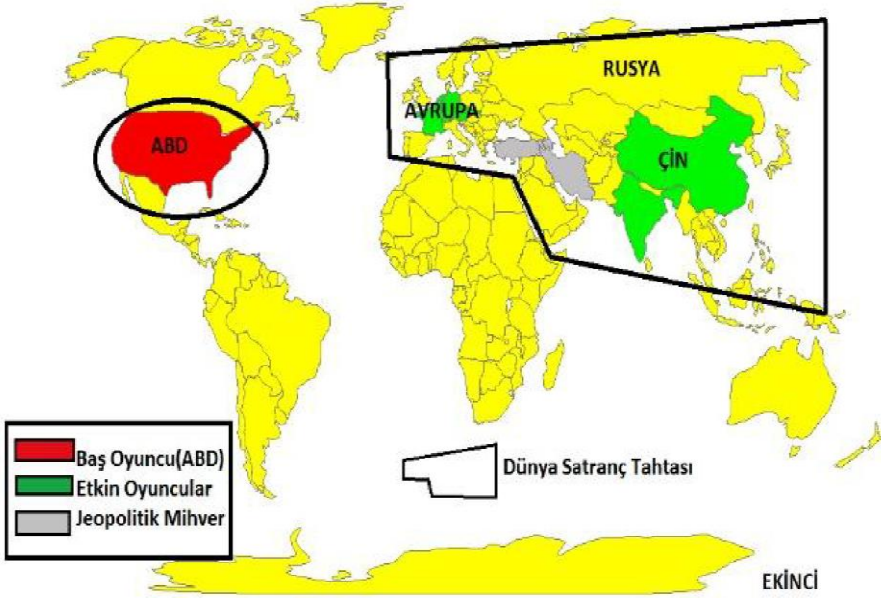 RUSYA
AVRUPA
ABD
ÇİN
Baş Oyuncu(ABD)
Etkin Oyuncular
Jeopolitik Mihver
Dünya Satranç Tahtası
EKİNCİ